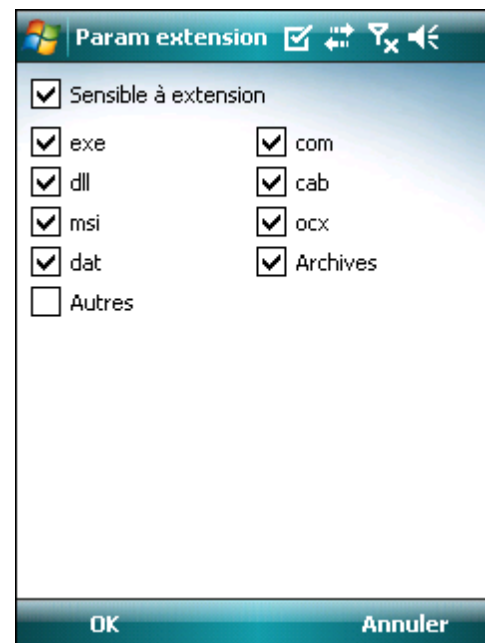 Param extension
Sensible à extension
exe com
dll cab
msi ocx
dat Archives
Autres
OK Annuler